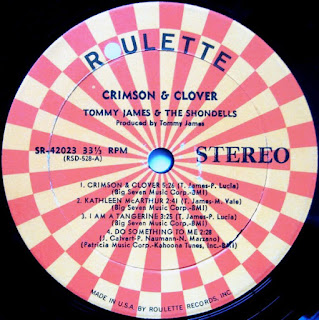 ROULETTE
CRIMSON & CLOVER
TOMMY JAMES & THE SHONDELLS
Produced by Tommy James
SR-42023 33⅓ RPM
(RSD-528-A)
STEREO
1. CRIMSON & CLOVER 5:26 (T. James-P. Lucia)
(Big Seven Music Corp.-BMI)
2. KATHLEEN McARTHUR 2:41 (T. James-M. Vale)
(Big Seven Music Corp.-BMI)
3. I AM A TANGERINE 3:25 (T. James-P. Lucia)
(Big Seven Music Corp.-BMI)
4. DO SOMETHING TO ME 2:28
(J. Calvert-P. Naumann-N. Marzano)
(Patricia Music Corp.-Kahoona Tunes, Inc.-BMI)
MADE IN U.S.A. BY ROULETTE RECORDS, INC.